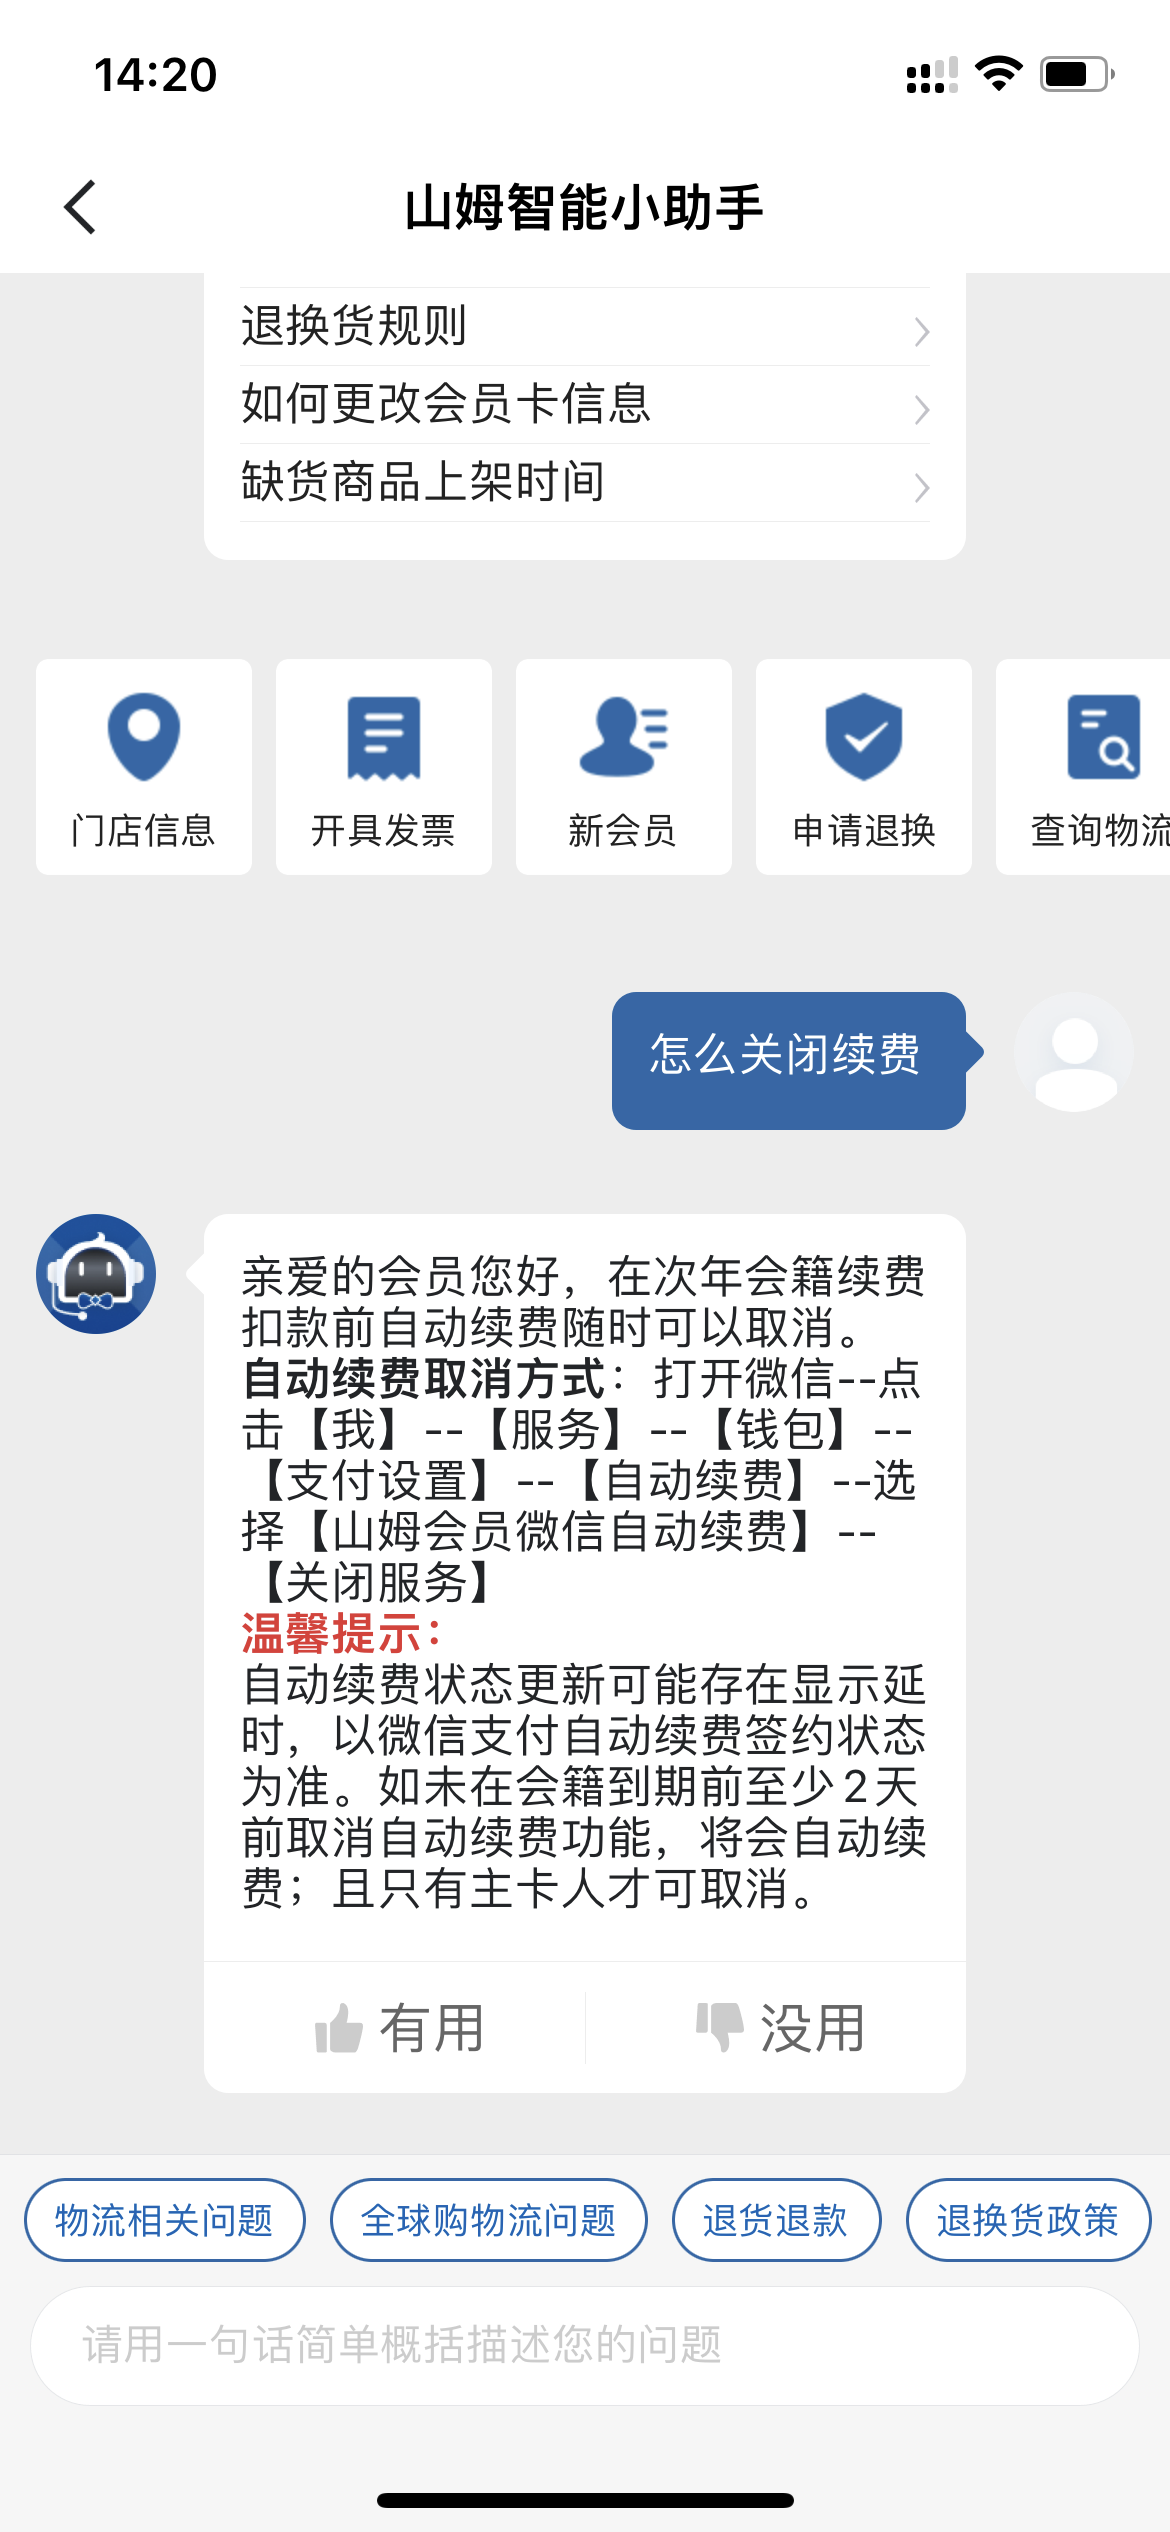 14:20
山姆智能小助手
退换货规则
如何更改会员卡信息
缺货商品上架时间
门店信息
开具发票
新会员
申请退换
查询物流
怎么关闭续费
亲爱的会员您好，在次年会籍续费
扣款前自动续费随时可以取消。
自动续费取消方式：打开微信--点
击【我】--【服务】--【钱包】--
【支付设置】--【自动续费】--选
择【山姆会员微信自动续费】--
【关闭服务】
温馨提示：
自动续费状态更新可能存在显示延
时，以微信支付自动续费签约状态
为准。如未在会籍到期前至少2天
前取消自动续费功能，将会自动续
费；且只有主卡人才可取消。
有用
没用
物流相关问题
全球购物流问题
退货退款
退换货政策
请用一句话简单概括描述您的问题